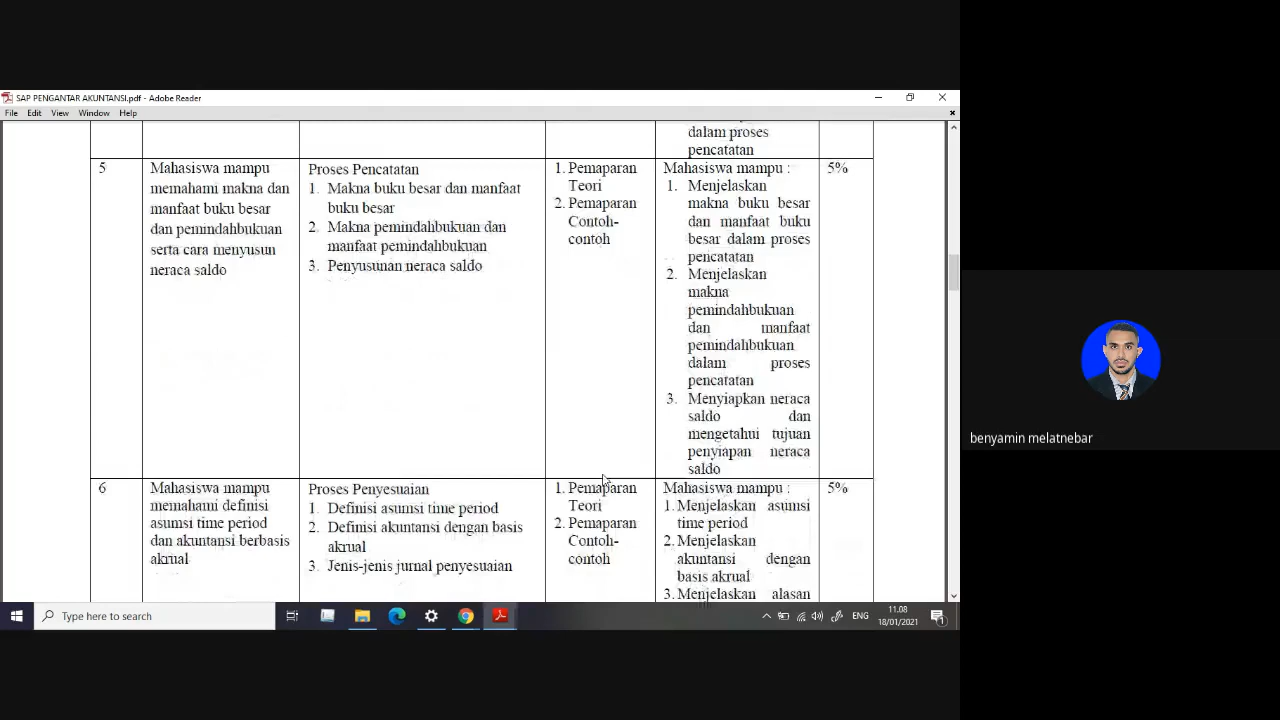 SAP PENGANTAR AKUNTANSI.pdf - Adobe Reader
File Edit View Window Help
dalam proses
pencatatan
5
Mahasiswa mampu
memahami makna dan
manfaat buku besar
dan pemindahbukuan
serta cara menyusun
neraca saldo
Proses Pencatatan
1. Makna buku besar dan manfaat
buku besar
2. Makna pemindahbukuan dan
manfaat pemindahbukuan
3. Penyusunan neraca saldo
1. Pemaparan
Teori
2. Pemaparan
Contoh-
contoh
Mahasiswa mampu :
1. Menjelaskan
makna buku besar
dan manfaat buku
besar dalam proses
pencatatan
2. Menjelaskan
makna
pemindahbukuan
dan manfaat
pemindahbukuan
dalam proses
pencatatan
3. Menyiapkan neraca
saldo dan
mengetahui tujuan
penyiapan neraca
saldo
5%
6
Mahasiswa mampu
memahami definisi
asumsi time period
dan akuntansi berbasis
akrual
Proses Penyesuaian
1. Definisi asumsi time period
2. Definisi akuntansi dengan basis
akrual
3. Jenis-jenis jurnal penyesuaian
1. Pemaparan
Teori
2. Pemaparan
Contoh-
contoh
Mahasiswa mampu :
1. Menjelaskan asumsi
time period
2. Menjelaskan
akuntansi dengan
basis akrual
3. Menjelaskan alasan
5%
benyamin melatnebar
Type here to search
ENG
11.08
18/01/2021
1